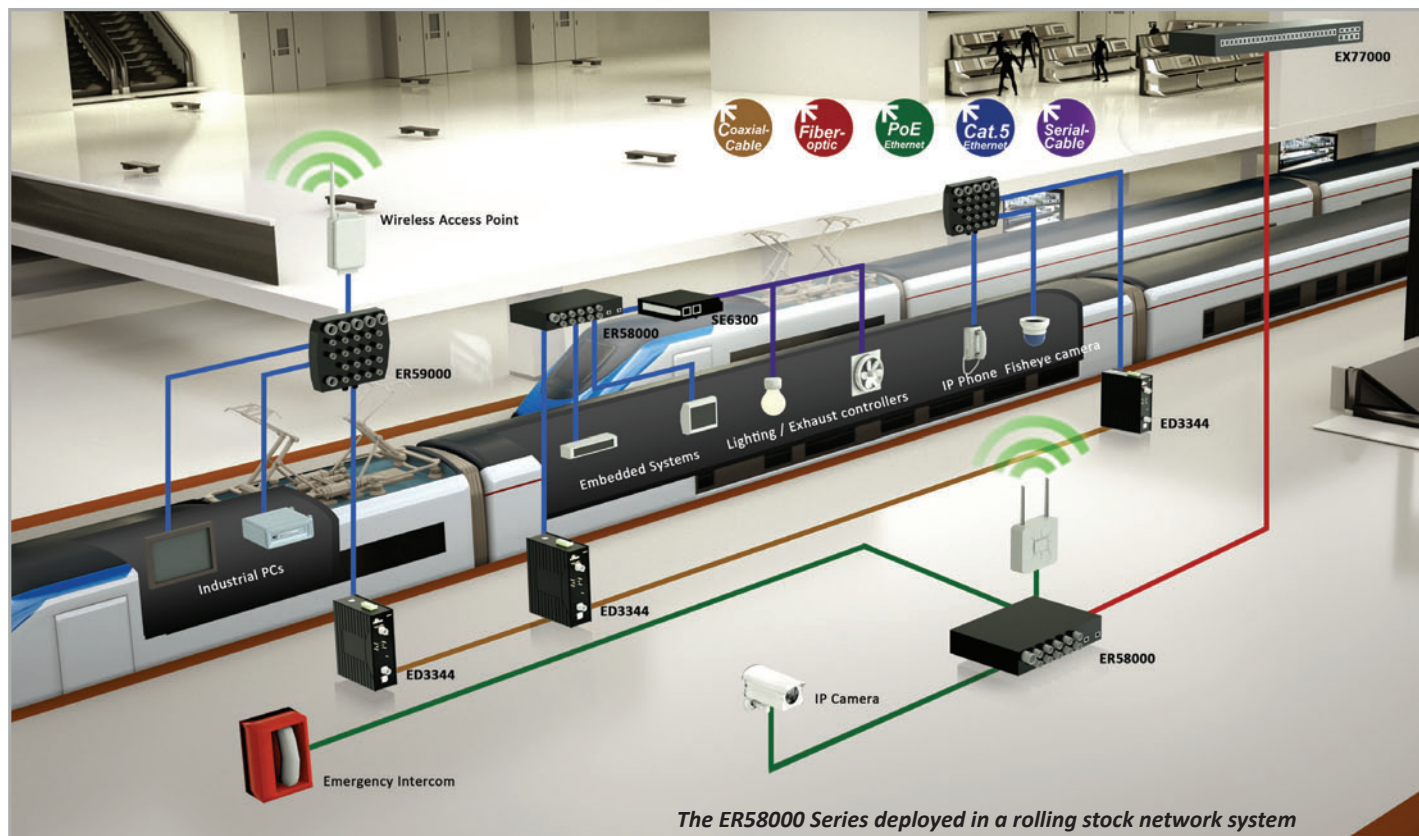 EX77000
Coaxial-
Cable
Fiber-
optic
PoE
Ethernet
Cat.5
Ethernet
Serial-
Cable
Wireless Access Point
ER59000
ER58000
SE6300
IP Phone Fisheye camera
Lighting / Exhaust controllers
Embedded Systems
Industrial PCs
ED3344
ED3344
ED3344
ER58000
IP Camera
Emergency Intercom
The ER58000 Series deployed in a rolling stock network system